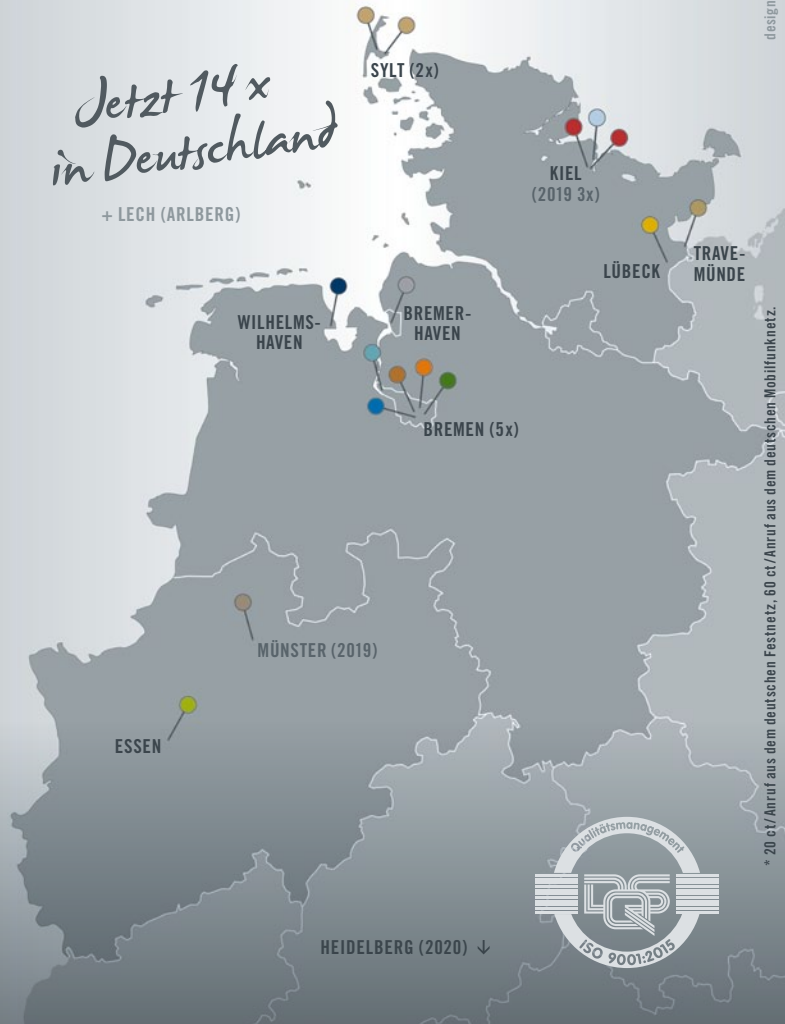 design
SYLT (2x)
Jetzt 14 x
in Deutschland
+ LECH (ARLBERG)
KIEL
(2019 3x)
LÜBECK
TRAVE-
MÜNDE
WILHELMS-
HAVEN
BREMER-
HAVEN
BREMEN (5x)
MÜNSTER (2019)
ESSEN
HEIDELBERG (2020) ↓
Qualitätsmanagement
DQS
ISO 9001:2015
* 20 ct/Anruf aus dem deutschen Festnetz, 60 ct/Anruf aus dem deutschen Mobilfunknetz.